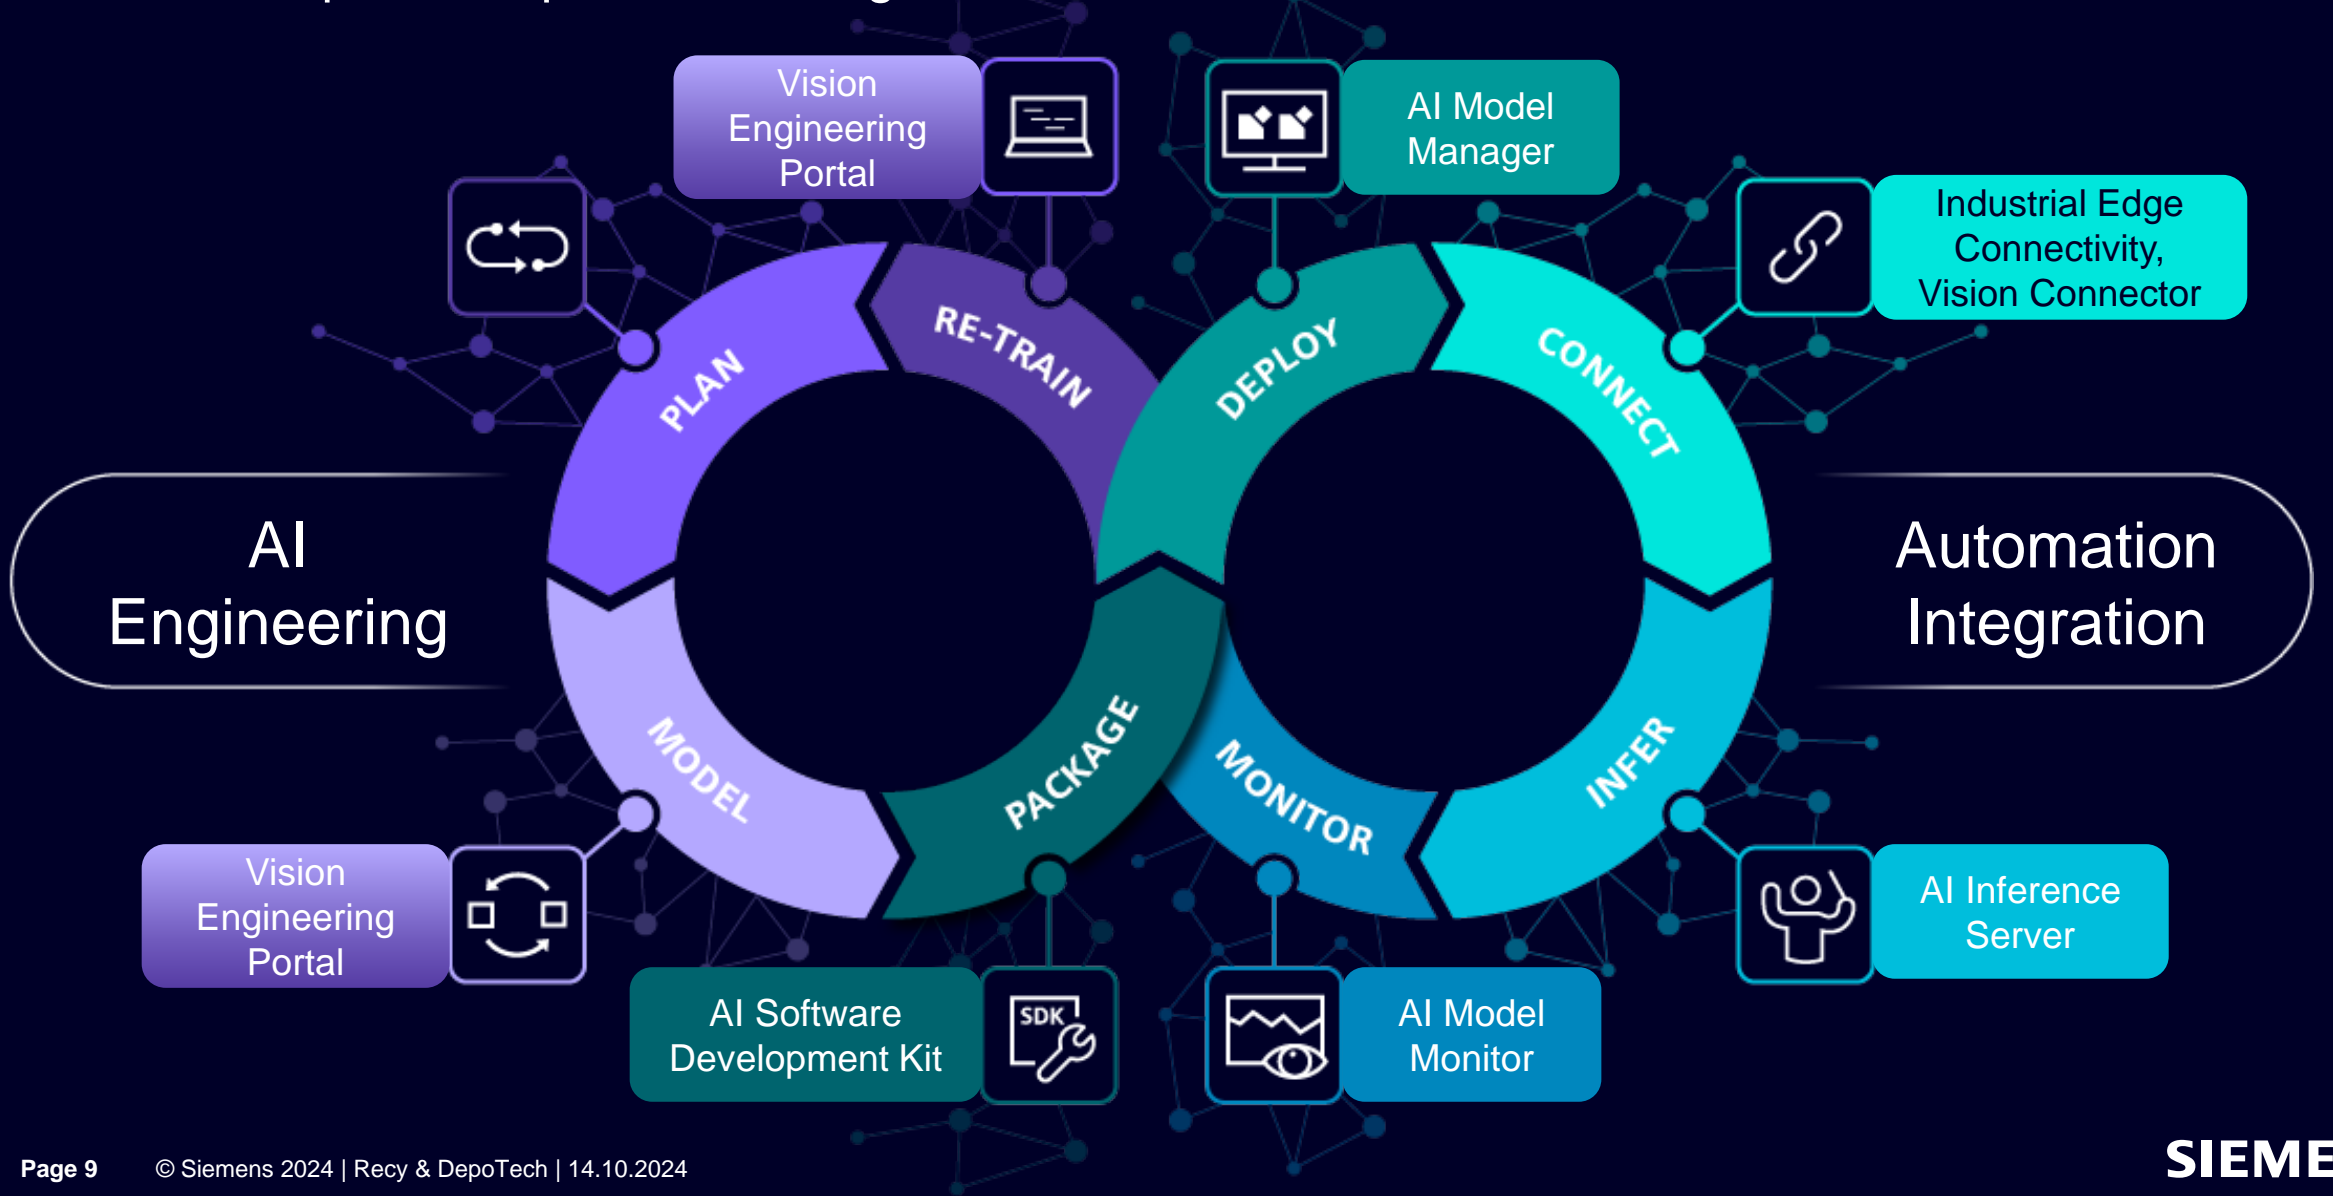 Vision
Engineering
Portal
AI Model
Manager
Industrial Edge
Connectivity,
Vision Connector
PLAN
RE-TRAIN
DEPLOY
CONNECT
AI
Engineering
Automation
Integration
MODEL
PACKAGE
MONITOR
INFER
Vision
Engineering
Portal
AI Software
Development Kit
SDK
AI Model
Monitor
AI Inference
Server
Page 9
© Siemens 2024 | Recy & DepoTech | 14.10.2024
SIEME